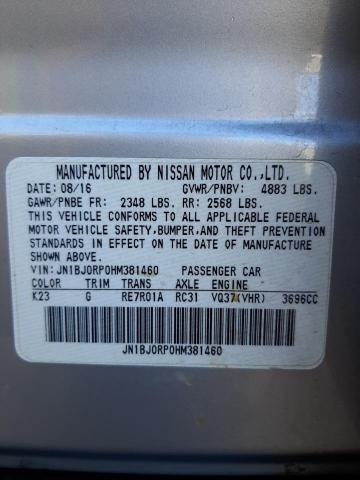 MANUFACTURED BY NISSAN MOTOR CO.,LTD.
DATE: 08/16 GVWR/PNBV: 4883 LBS.
GAWR/PNBE FR: 2348 LBS. RR: 2568 LBS.
THIS VEHICLE CONFORMS TO ALL APPLICABLE FEDERAL
MOTOR VEHICLE SAFETY,BUMPER,AND THEFT PREVENTION
STANDARDS IN EFFECT ON THE DATE OF MANUFACTURE
SHOWN ABOVE.
VIN: JN1BJ0RP0HM381460 PASSENGER CAR
COLOR TRIM TRANS AXLE ENGINE
K23 G RE7R01A RC31 VQ37(VHR) 3696CC
JN1BJ0RP0HM381460